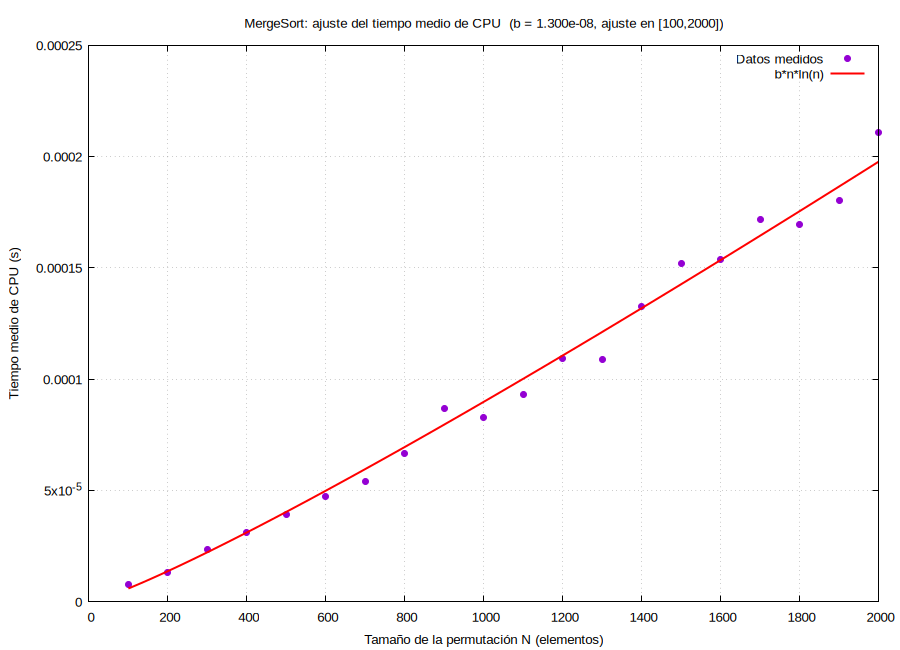 MergeSort: ajuste del tiempo medio de CPU  (b = 1.300e-08, ajuste en [100,2000])
Datos medidos
b*n*ln(n)
0.00025
0.0002
0.00015
0.0001
5x10⁻⁵
0
Tiempo medio de CPU (s)
0 200 400 600 800 1000 1200 1400 1600 1800 2000
Tamaño de la permutación N (elementos)